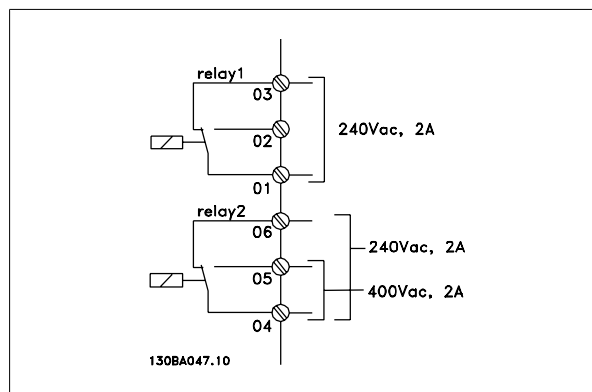 relay1
03
02
240Vac, 2A
01
relay2
06
240Vac, 2A
05
400Vac, 2A
04
130BA047.10